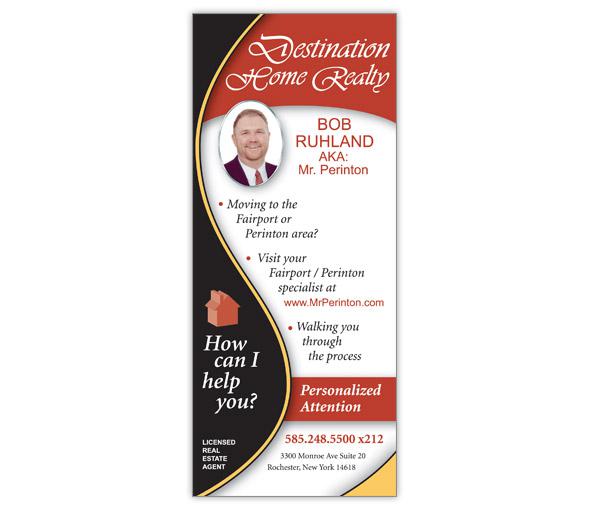 Destination
Home Realty
BOB
RUHLAND
AKA:
Mr. Perinton
• Moving to the
Fairport or
Perinton area?
• Visit your
Fairport / Perinton
specialist at
www.MrPerinton.com
• Walking you
through
the process
How
can I
help
you?
Personalized
Attention
585.248.5500 x212
3300 Monroe Ave Suite 20
Rochester, New York 14618
LICENSED
REAL
ESTATE
AGENT